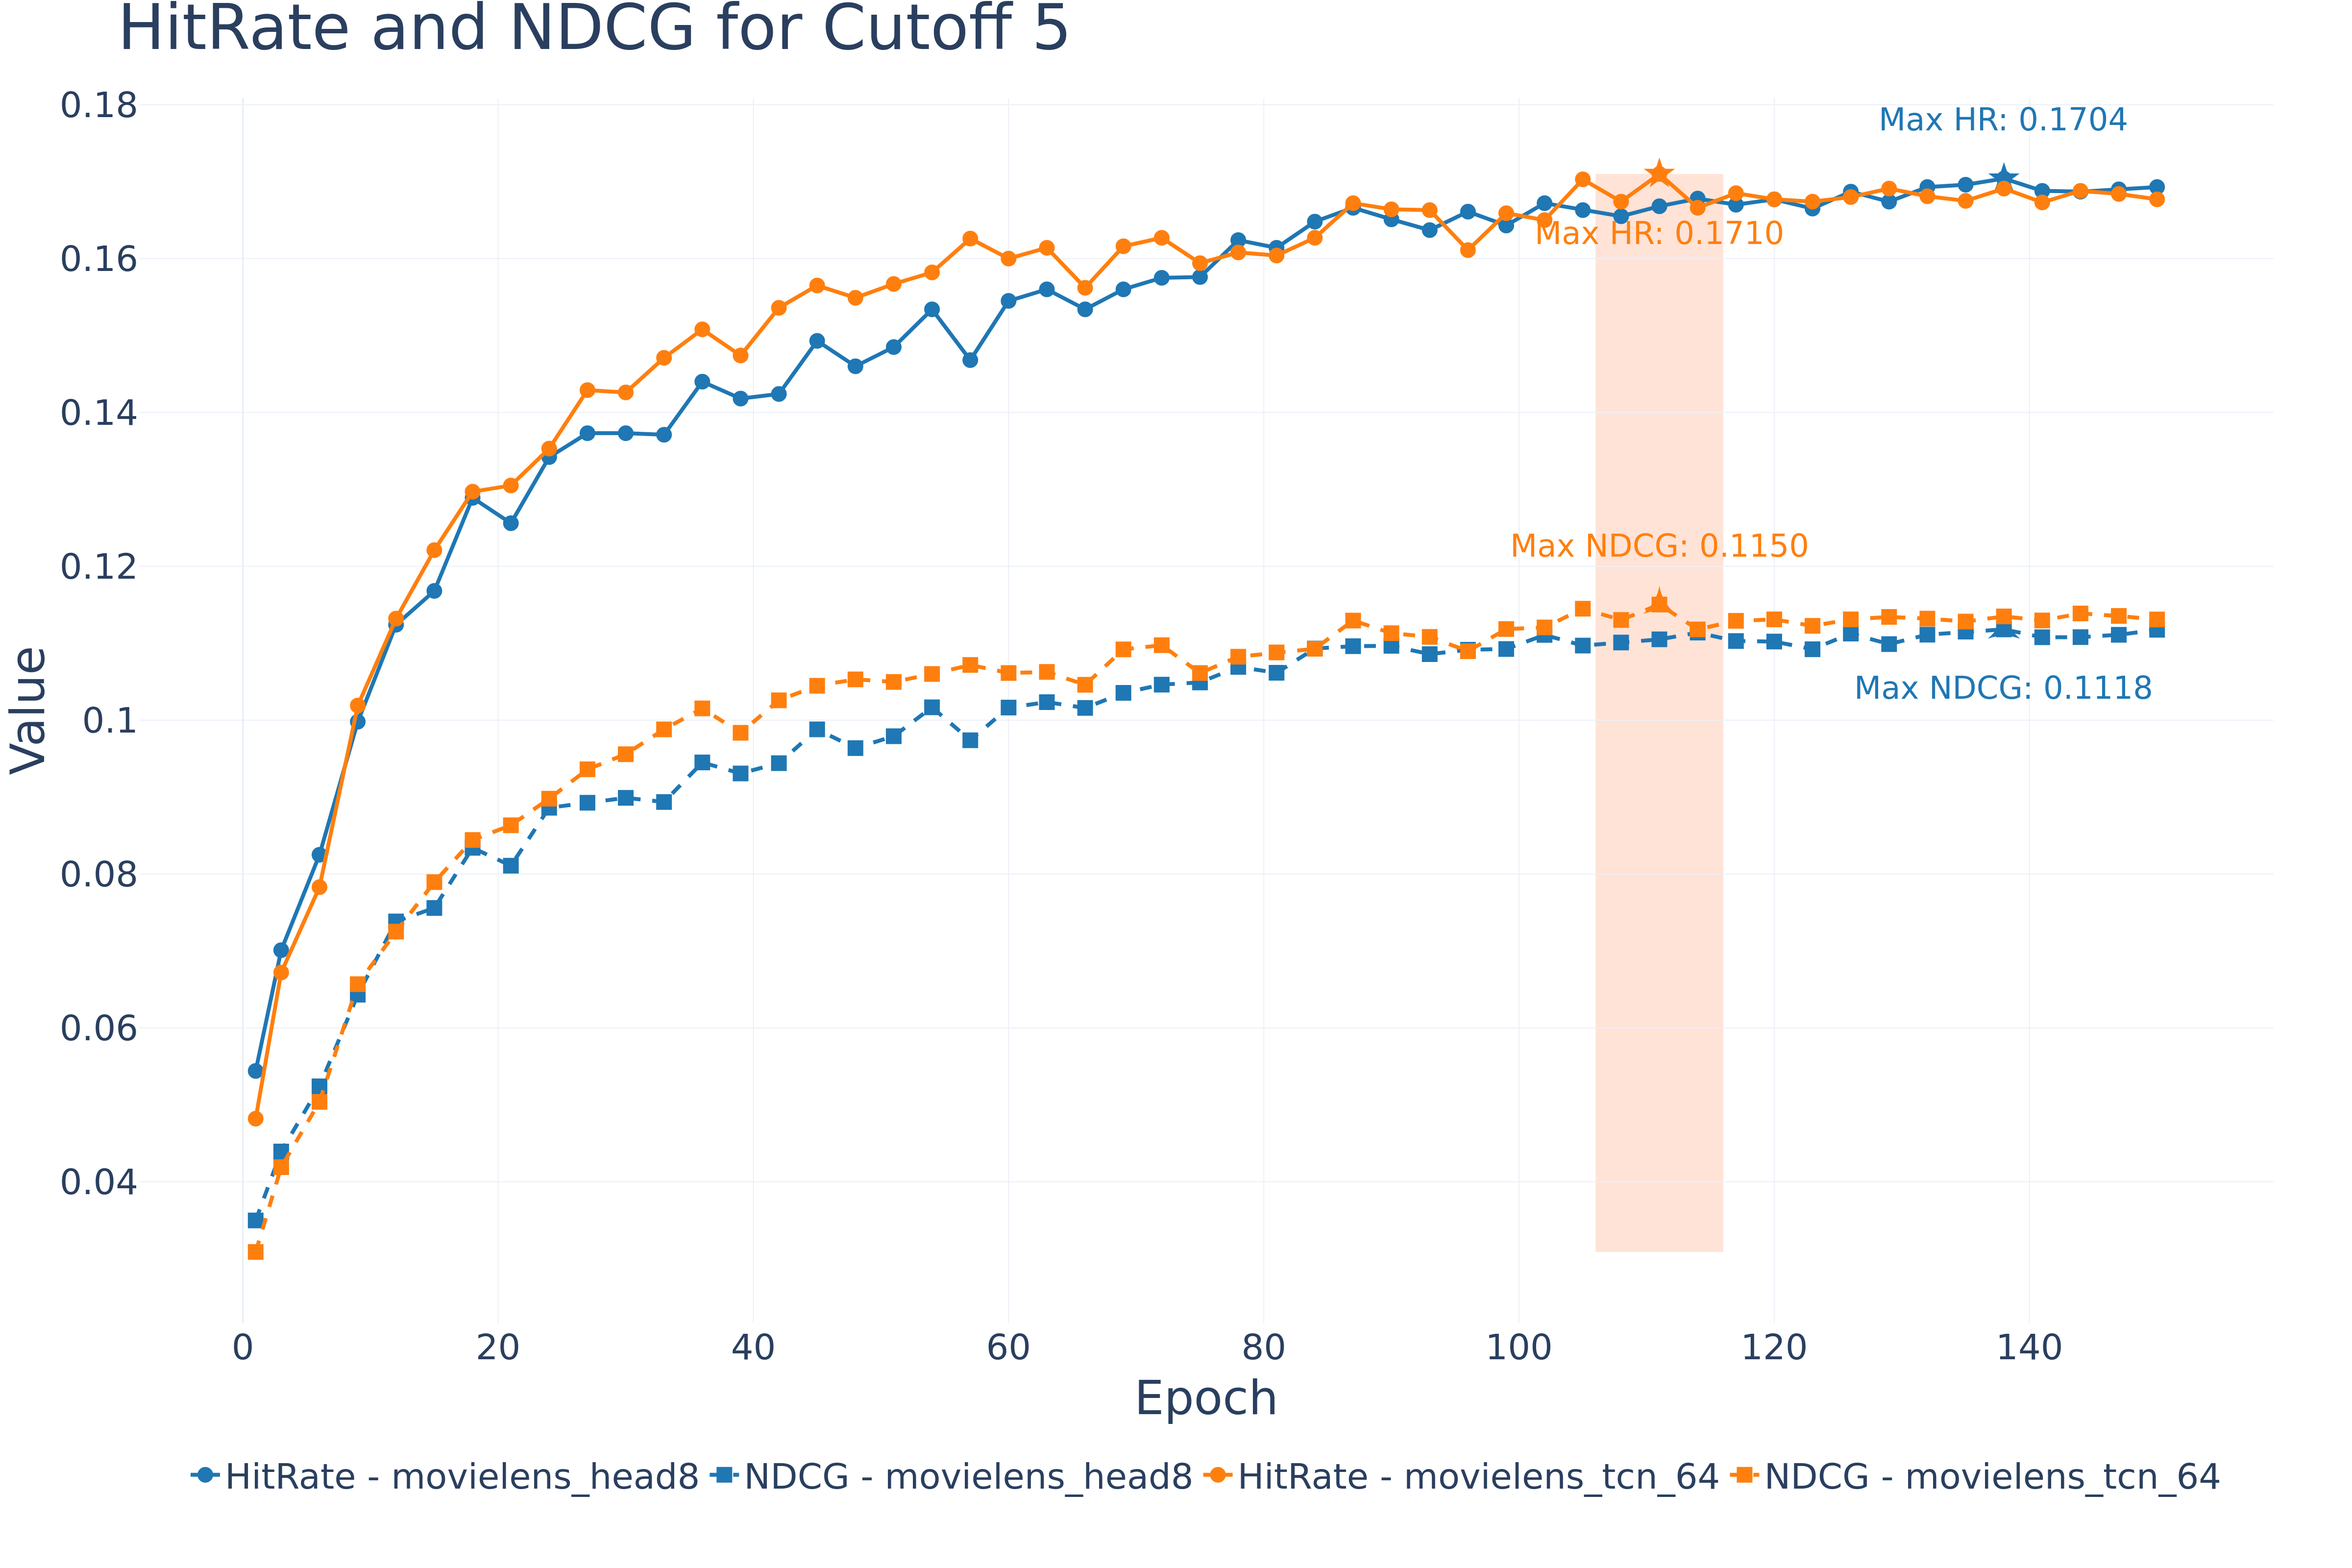 HitRate and NDCG for Cutoff 5
0.18
0.16
0.14
0.12
0.1
0.08
0.06
0.04
Value
Max HR: 0.1704
Max HR: 0.1710
Max NDCG: 0.1150
Max NDCG: 0.1118
0 20 40 60 80 100 120 140
Epoch
HitRate - movielens_head8 NDCG - movielens_head8 HitRate - movielens_tcn_64 NDCG - movielens_tcn_64